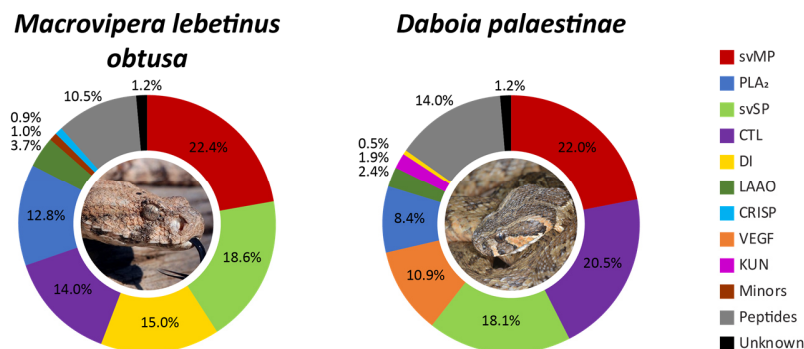 Macrovipera lebetinus
obtusa
1.2%
10.5%
0.9%
1.0%
3.7%
22.4%
12.8%
18.6%
14.0%
15.0%
Daboia palaestinae
1.2%
14.0%
0.5%
1.9%
2.4%
22.0%
8.4%
20.5%
10.9%
18.1%
svMP
PLA₂
svSP
CTL
DI
LAAO
CRISP
VEGF
KUN
Minors
Peptides
Unknown